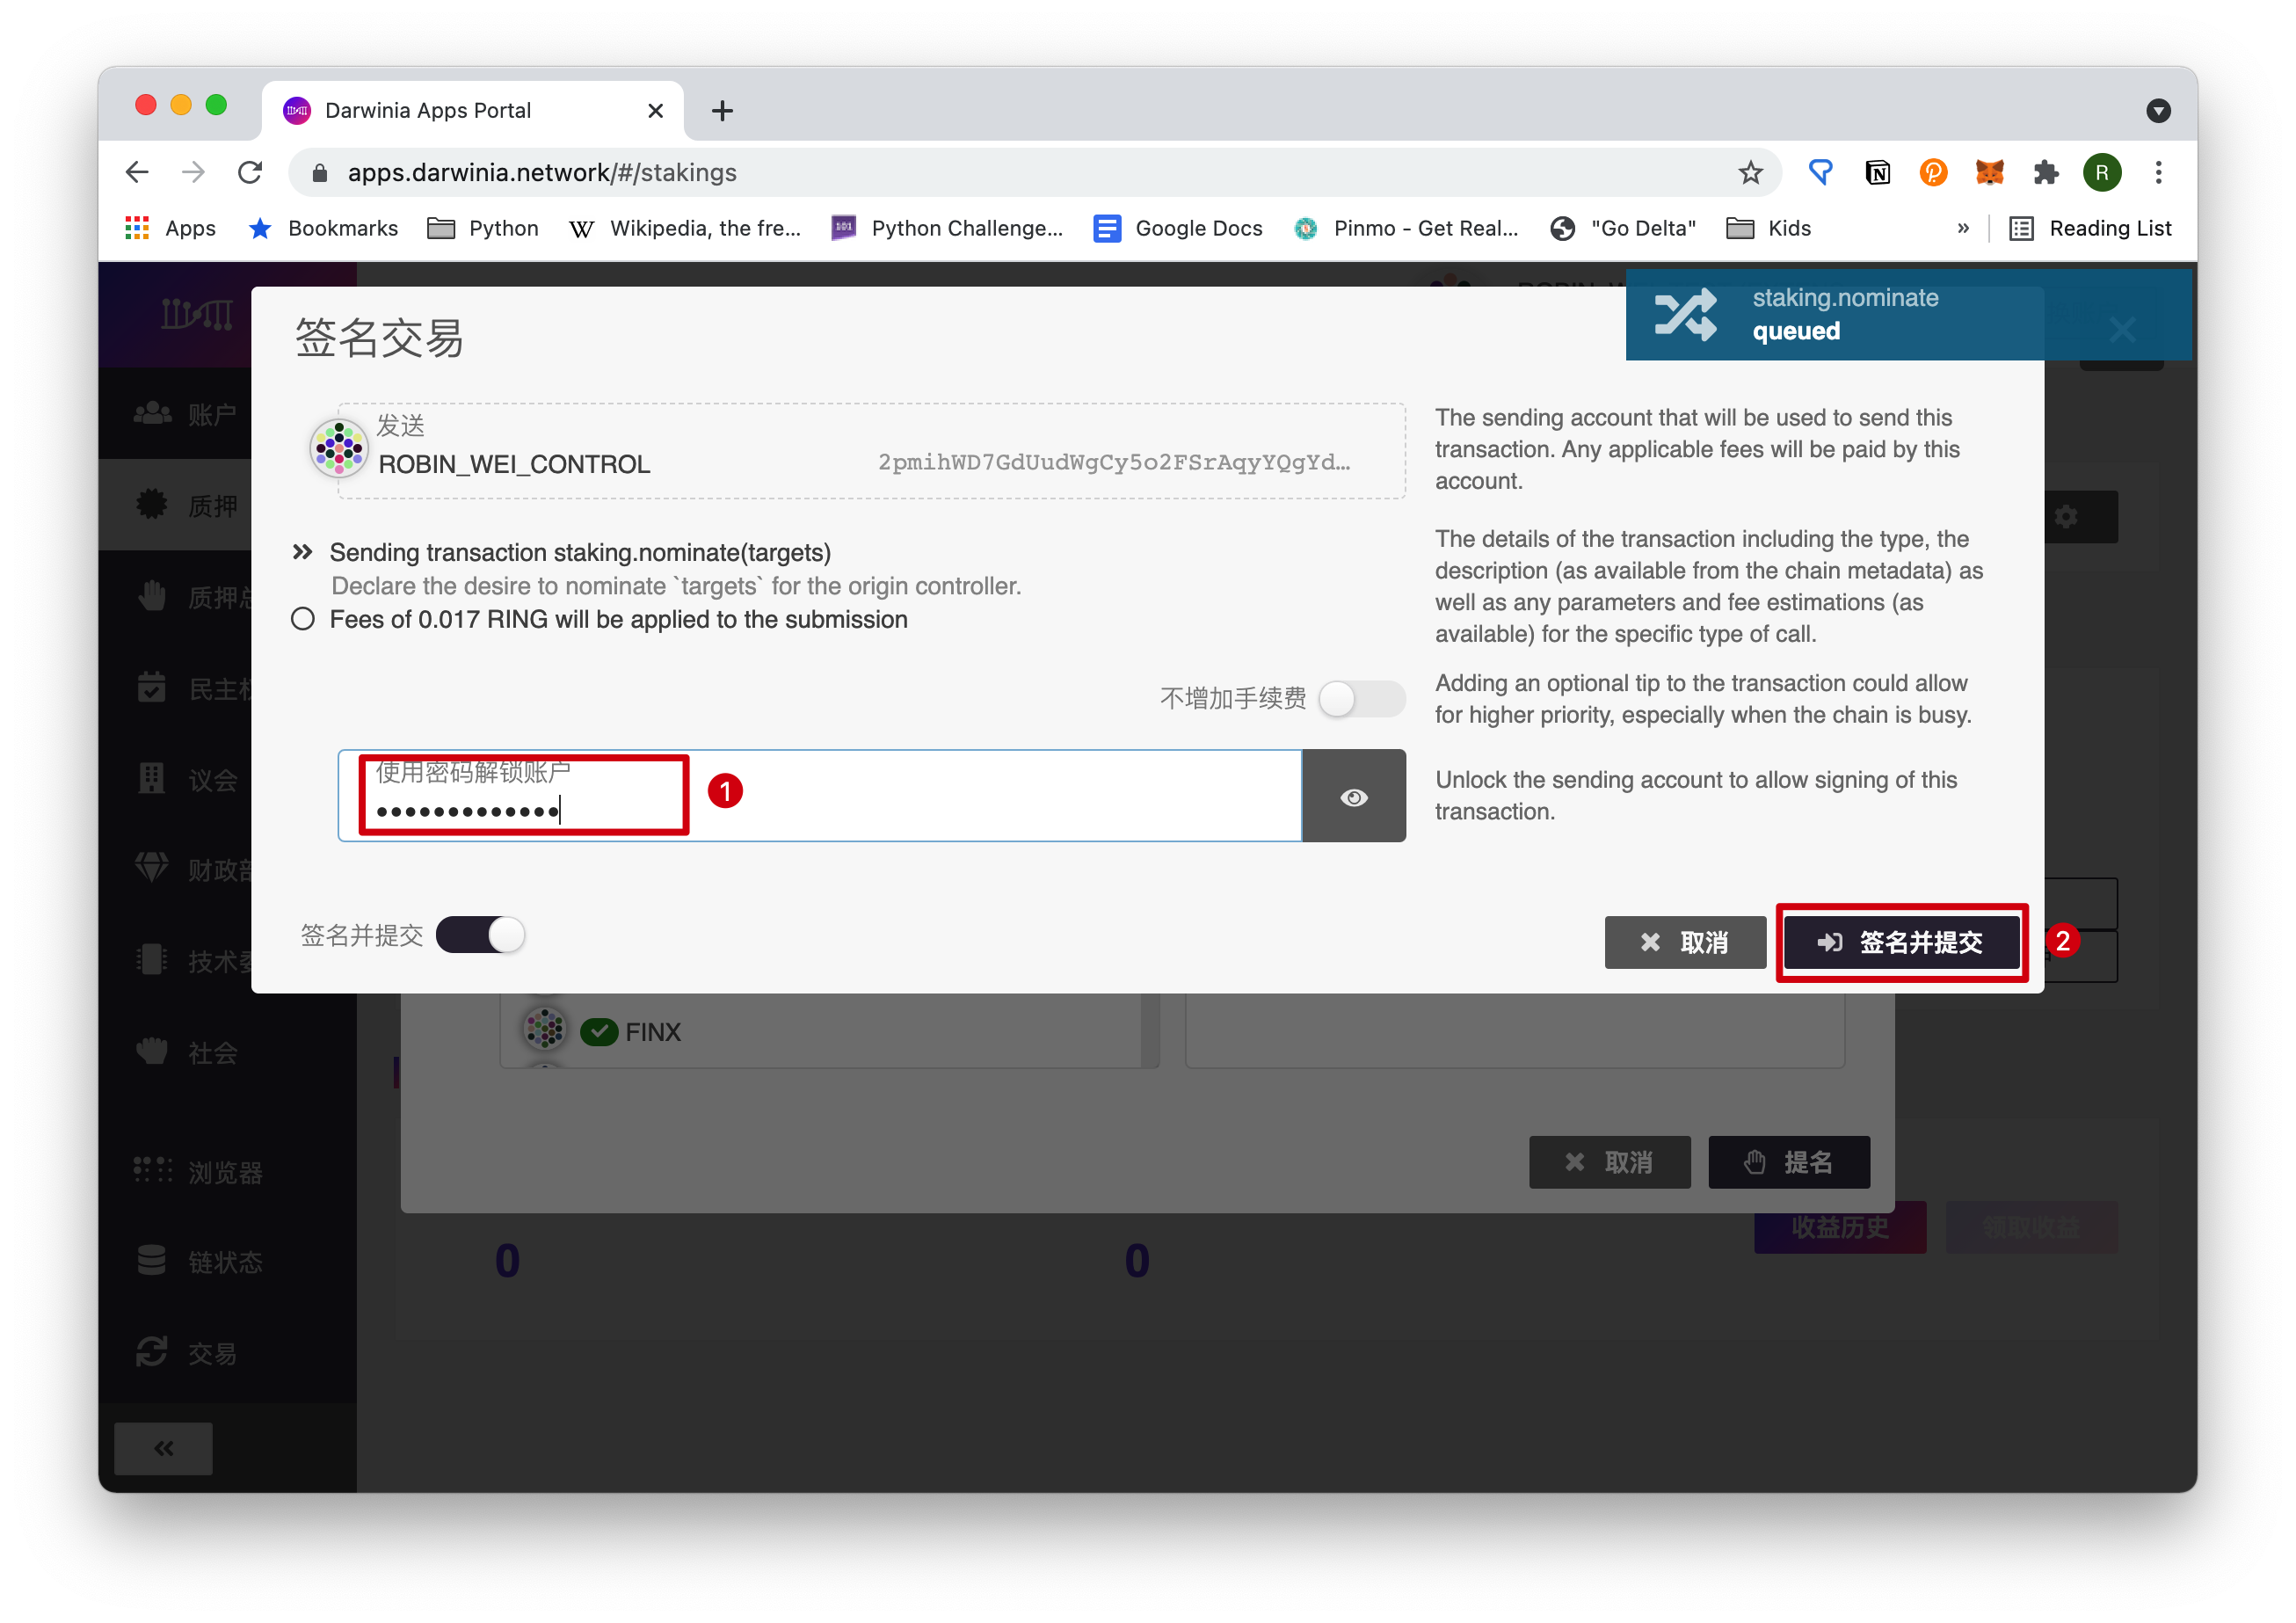 Darwinia Apps Portal
apps.darwinia.network/#/stakings
R
Apps
Bookmarks
Python
Wikipedia, the fre...
Python Challenge...
Google Docs
Pinmo - Get Real...
"Go Delta"
Kids
»
Reading List
签名交易
staking.nominate
queued
发送
ROBIN_WEI_CONTROL
2pmihWD7GdUudWgCy5o2FSrAqyYQgYd…
The sending account that will be used to send this
transaction. Any applicable fees will be paid by this
account.
Sending transaction staking.nominate(targets)
Declare the desire to nominate `targets` for the origin controller.
Fees of 0.017 RING will be applied to the submission
The details of the transaction including the type, the
description (as available from the chain metadata) as
well as any parameters and fee estimations (as
available) for the specific type of call.
不增加手续费
Adding an optional tip to the transaction could allow
for higher priority, especially when the chain is busy.
使用密码解锁账户
•••••••••••••
1
Unlock the sending account to allow signing of this
transaction.
签名并提交
取消
签名并提交
2
账户
质押
质押
民主
议会
财政部
技术
社会
浏览器
链状态
交易
FINX
取消
提名
0
0
收益历史
领取收益